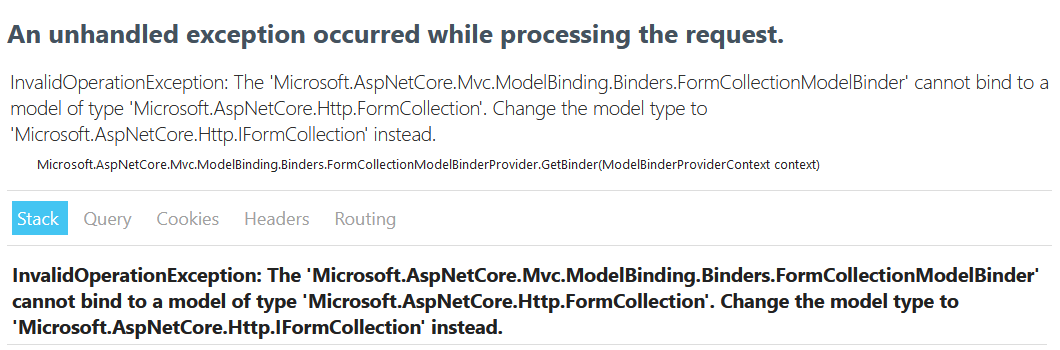 An unhandled exception occurred while processing the request.
InvalidOperationException: The 'Microsoft.AspNetCore.Mvc.ModelBinding.Binders.FormCollectionModelBinder' cannot bind to a
model of type 'Microsoft.AspNetCore.Http.FormCollection'. Change the model type to
'Microsoft.AspNetCore.Http.IFormCollection' instead.
Microsoft.AspNetCore.Mvc.ModelBinding.Binders.FormCollectionModelBinderProvider.GetBinder(ModelBinderProviderContext context)
Stack Query Cookies Headers Routing
InvalidOperationException: The 'Microsoft.AspNetCore.Mvc.ModelBinding.Binders.FormCollectionModelBinder'
cannot bind to a model of type 'Microsoft.AspNetCore.Http.FormCollection'. Change the model type to
'Microsoft.AspNetCore.Http.IFormCollection' instead.